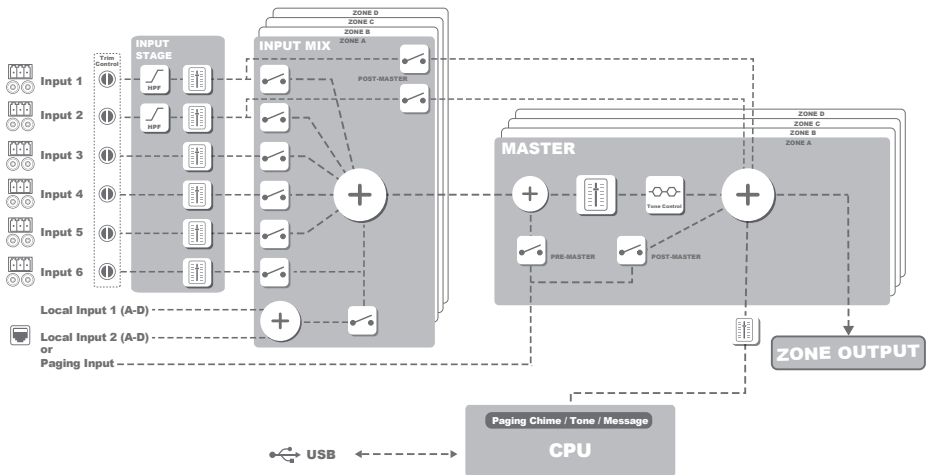 ZONE D
ZONE C
ZONE B
ZONE A
INPUT
STAGE
INPUT MIX
Trim
Control
POST-MASTER
Input 1
HPF
Input 2
HPF
Input 3
Input 4
Input 5
Input 6
ZONE D
ZONE C
ZONE B
ZONE A
MASTER
Tone Control
PRE-MASTER
POST-MASTER
Local Input 1 (A-D)
Local Input 2 (A-D)
or
Paging Input
ZONE OUTPUT
Paging Chime / Tone / Message
CPU
USB